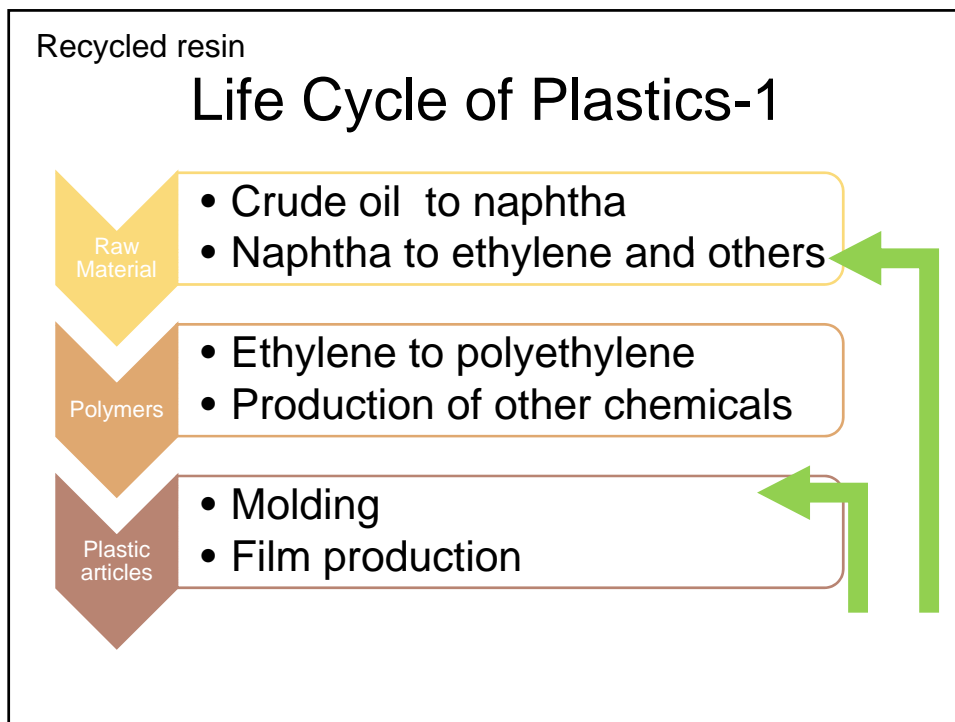 Recycled resin
Life Cycle of Plastics-1
Raw
Material
• Crude oil  to naphtha
• Naphtha to ethylene and others
Polymers
• Ethylene to polyethylene
• Production of other chemicals
Plastic
articles
• Molding
• Film production